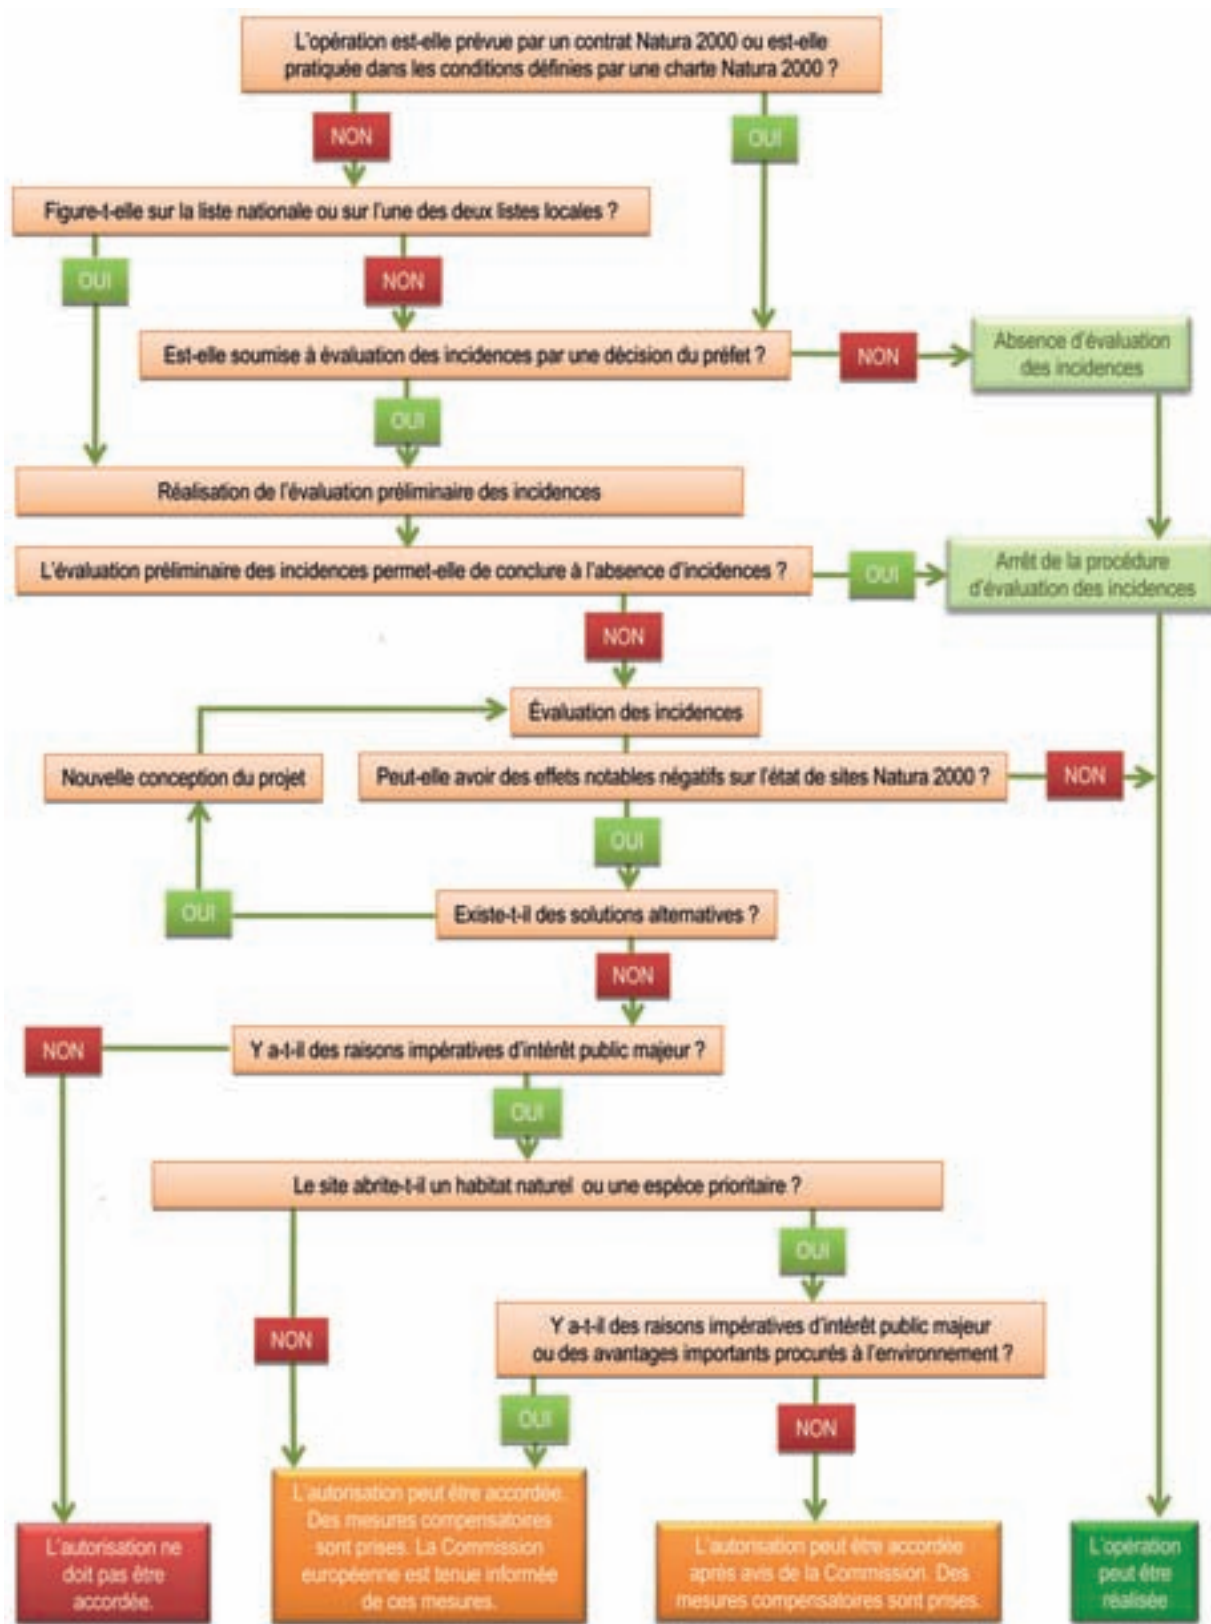 L'opération est-elle prévue par un contrat Natura 2000 ou est-elle
pratiquée dans les conditions définies par une charte Natura 2000 ?
NON
OUI
Figure-t-elle sur la liste nationale ou sur l'une des deux listes locales ?
OUI
NON
Est-elle soumise à évaluation des incidences par une décision du préfet ?
NON
Absence d'évaluation
des incidences
OUI
Réalisation de l'évaluation préliminaire des incidences
L'évaluation préliminaire des incidences permet-elle de conclure à l'absence d'incidences ?
OUI
Arrêt de la procédure
d'évaluation des incidences
NON
Évaluation des incidences
Nouvelle conception du projet
Peut-elle avoir des effets notables négatifs sur l'état de sites Natura 2000 ?
NON
OUI
OUI
Existe-t-il des solutions alternatives ?
NON
NON
Y a-t-il des raisons impératives d'intérêt public majeur ?
OUI
Le site abrite-t-il un habitat naturel ou une espèce prioritaire ?
OUI
NON
Y a-t-il des raisons impératives d'intérêt public majeur
ou des avantages importants procurés à l'environnement ?
OUI
NON
L'autorisation ne
doit pas être
accordée.
L'autorisation peut être accordée.
Des mesures compensatoires
sont prises. La Commission
européenne est tenue informée
de ces mesures.
L'autorisation peut être accordée
après avis de la Commission. Des
mesures compensatoires sont prises.
L'opération
peut être
réalisée